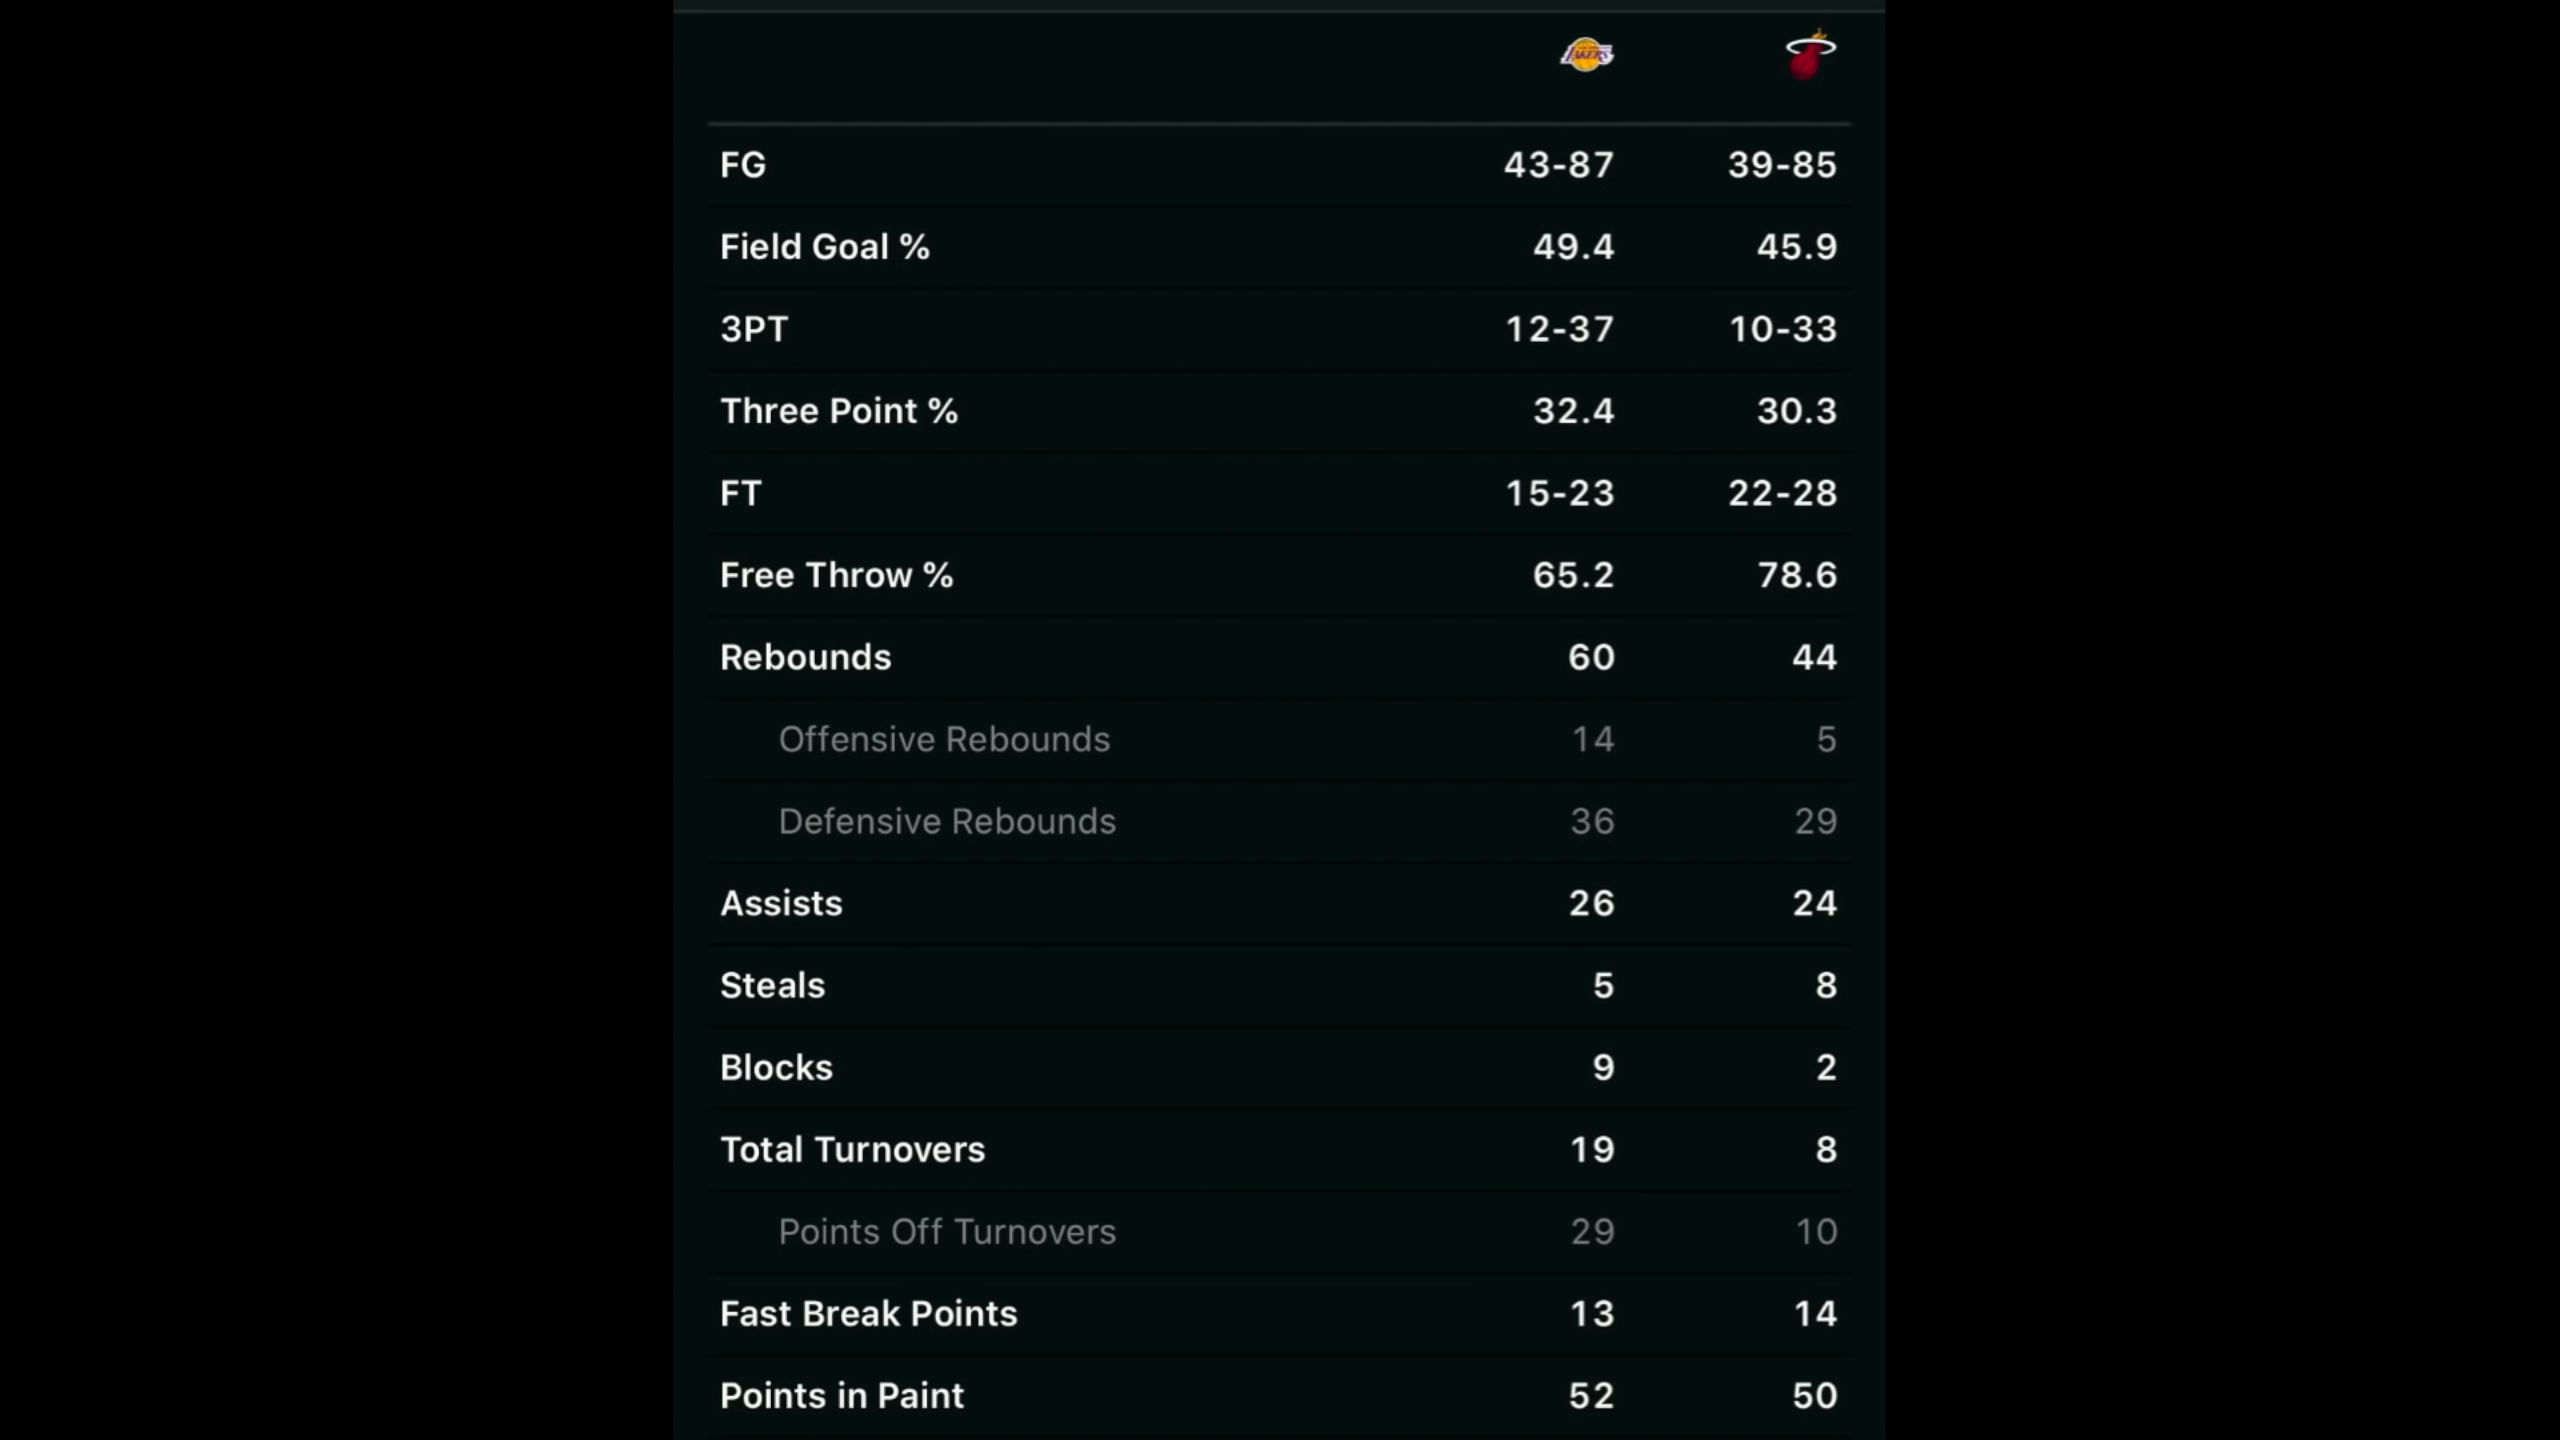 LAKERS
FG 43-87 39-85
Field Goal % 49.4 45.9
3PT 12-37 10-33
Three Point % 32.4 30.3
FT 15-23 22-28
Free Throw % 65.2 78.6
Rebounds 60 44
Offensive Rebounds 14 5
Defensive Rebounds 36 29
Assists 26 24
Steals 5 8
Blocks 9 2
Total Turnovers 19 8
Points Off Turnovers 29 10
Fast Break Points 13 14
Points in Paint 52 50